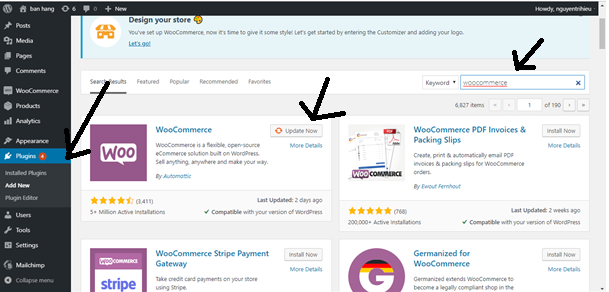 ban hang 5 0 + New
Howdy, nguyentrihieu
Posts
Media
Pages
Comments
WooCommerce
Products
Analytics
Appearance
Plugins 4
Installed Plugins
Add New
Plugin Editor
Users
Tools
Settings
Mailchimp
Collapse menu
Design your store
You've set up WooCommerce, now it's time to give it some style! Let's get started by entering the Customizer and adding your logo.
Let's go!
Search Results Featured Popular Recommended Favorites
Keyword woocommerce ×
6,827 items « ‹ 1 of 190 › »
WooCommerce
WooCommerce is a flexible, open-source
eCommerce solution built on WordPress.
Sell anything, anywhere and make your way.
By Automattic
Update Now
More Details
WOO
(3,411)
5+ Million Active Installations
Last Updated: 2 days ago
Compatible with your version of WordPress
WooCommerce PDF Invoices &
Packing Slips
Create, print & automatically email PDF
invoices & packing slips for WooCommerce
orders.
By Ewout Fernhout
Install Now
More Details
WOO COMMERCE
(768)
200,000+ Active Installations
Last Updated: 2 weeks ago
Compatible with your version of WordPress
WooCommerce Stripe Payment
Gateway
Take credit card payments on your
store using Stripe.
Install Now
More Details
WOO COMMERCE
stripe
Germanized for
WooCommerce
Germanized extends WooCommerce to
become a legally compliant shop in the
Install Now
More Details